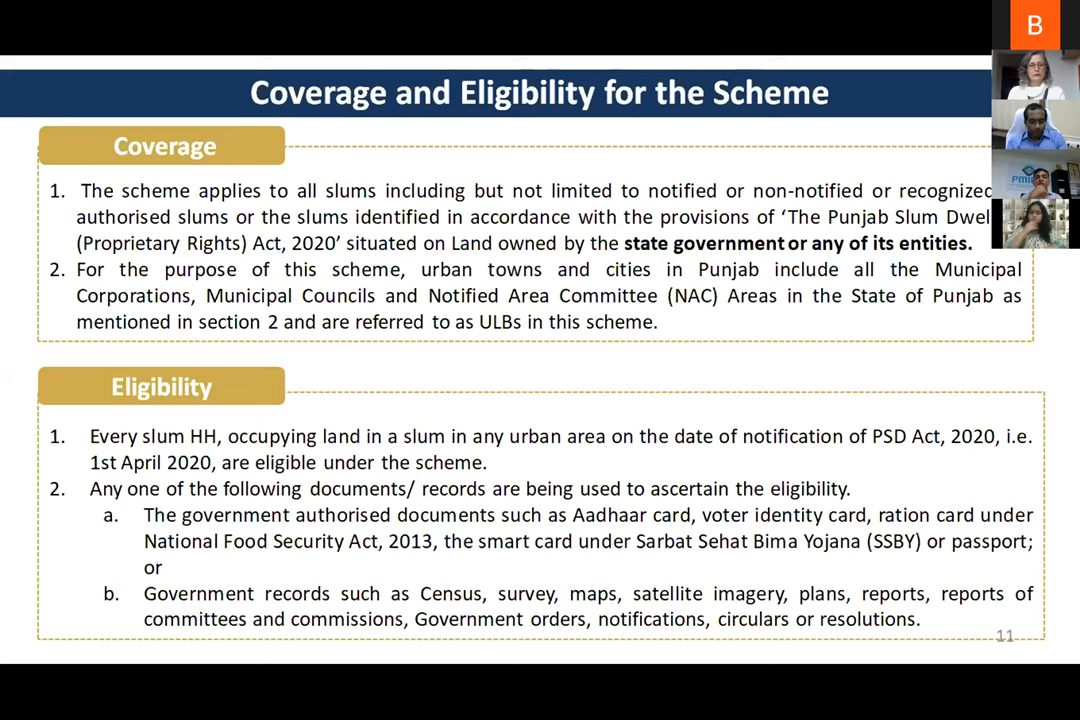 B
Coverage and Eligibility for the Scheme
Coverage
1. The scheme applies to all slums including but not limited to notified or non-notified or recognized
authorised slums or the slums identified in accordance with the provisions of ‘The Punjab Slum Dwel
(Proprietary Rights) Act, 2020’ situated on Land owned by the state government or any of its entities.
2. For the purpose of this scheme, urban towns and cities in Punjab include all the Municipal
Corporations, Municipal Councils and Notified Area Committee (NAC) Areas in the State of Punjab as
mentioned in section 2 and are referred to as ULBs in this scheme.
Eligibility
1. Every slum HH, occupying land in a slum in any urban area on the date of notification of PSD Act, 2020, i.e.
1st April 2020, are eligible under the scheme.
2. Any one of the following documents/ records are being used to ascertain the eligibility.
a. The government authorised documents such as Aadhaar card, voter identity card, ration card under
National Food Security Act, 2013, the smart card under Sarbat Sehat Bima Yojana (SSBY) or passport;
or
b. Government records such as Census, survey, maps, satellite imagery, plans, reports, reports of
committees and commissions, Government orders, notifications, circulars or resolutions.
11